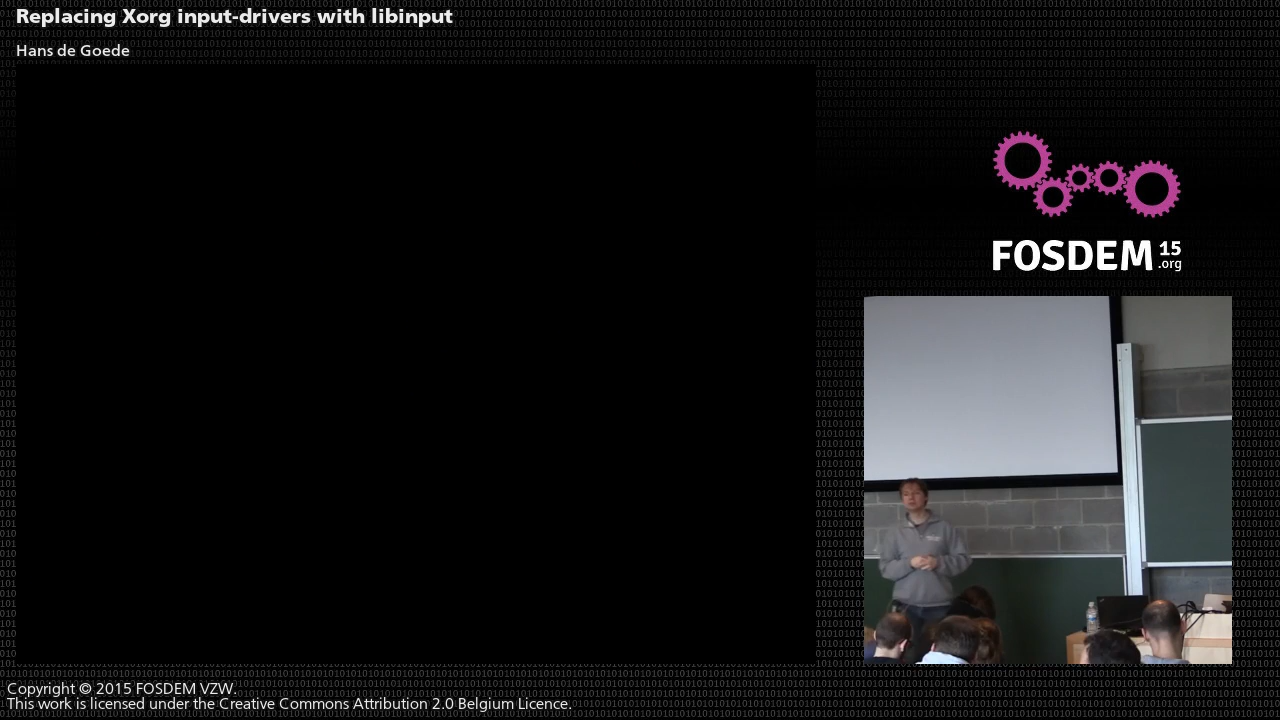 Replacing Xorg input-drivers with libinput
Hans de Goede
FOSDEM 15
.org
Copyright © 2015 FOSDEM VZW.
This work is licensed under the Creative Commons Attribution 2.0 Belgium Licence.